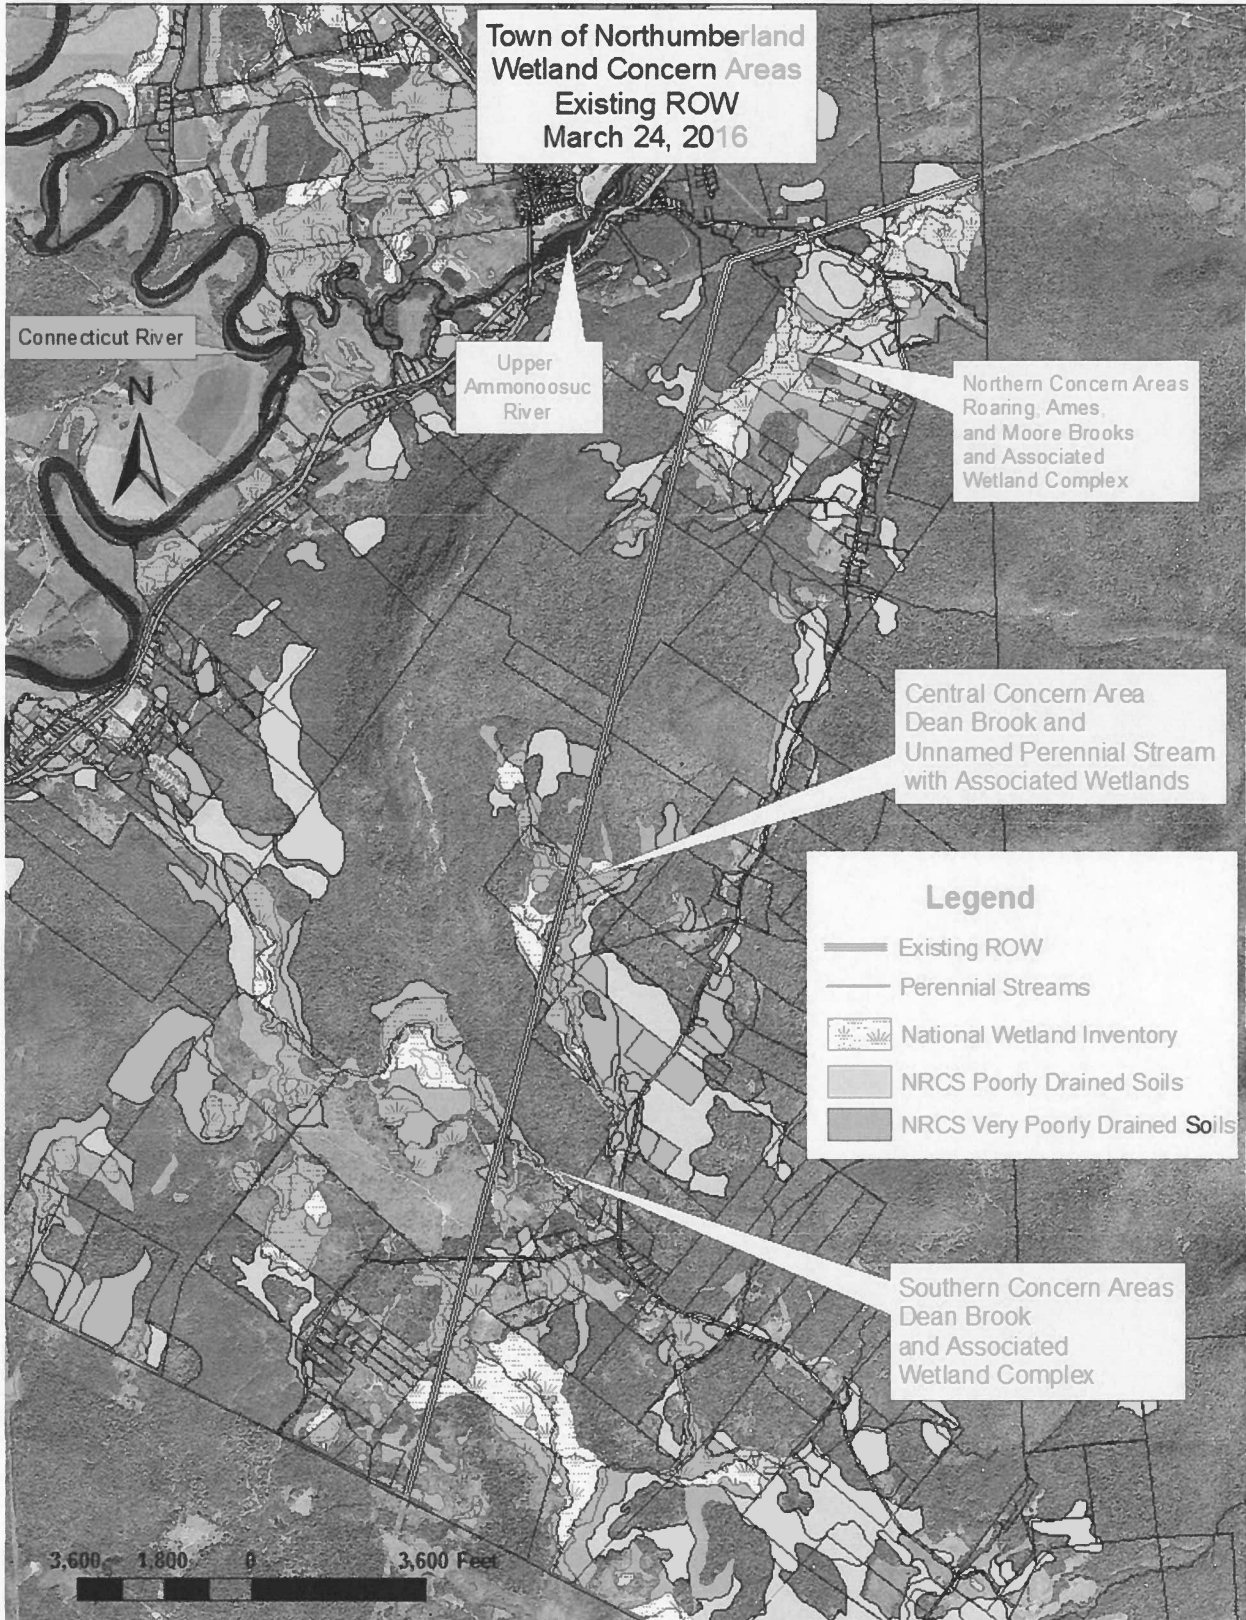 Town of Northumberland
Wetland Concern Areas
Existing ROW
March 24, 2016
Connecticut River
N
Upper
Ammonoosuc
River
Northern Concern Areas
Roaring, Ames,
and Moore Brooks
and Associated
Wetland Complex
Central Concern Area
Dean Brook and
Unnamed Perennial Stream
with Associated Wetlands
Legend
Existing ROW
Perennial Streams
National Wetland Inventory
NRCS Poorly Drained Soils
NRCS Very Poorly Drained Soils
Southern Concern Areas
Dean Brook
and Associated
Wetland Complex
3,600 1,800 0 3,600 Feet